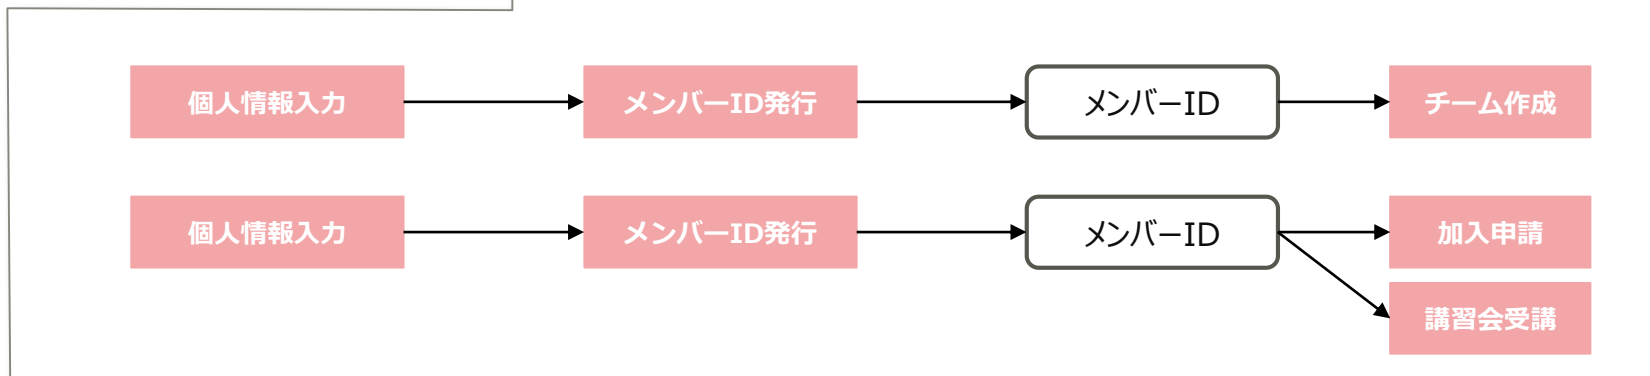 個人情報入力
メンバーID発行
メンバーID
チーム作成
個人情報入力
メンバーID発行
メンバーID
加入申請
講習会受講